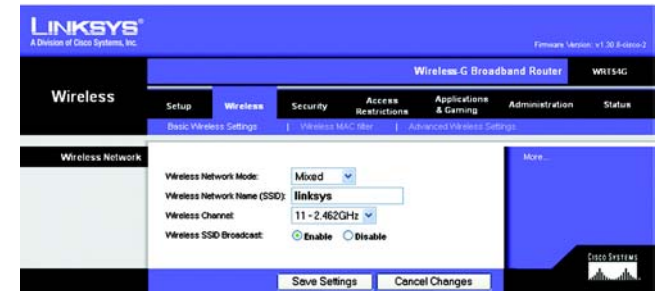 LINKSYS®
A Division of Cisco Systems, Inc.
Firmware Version: v1.30.8-cisco-2
Wireless-G Broadband Router WRT54G
Wireless
Setup Wireless Security Access Restrictions Applications & Gaming Administration Status
Basic Wireless Settings | Wireless MAC filter | Advanced Wireless Settings
Wireless Network
More...
Wireless Network Mode: Mixed
Wireless Network Name (SSID): linksys
Wireless Channel: 11 - 2.462GHz
Wireless SSID Broadcast: Enable Disable
Save Settings Cancel Changes
CISCO SYSTEMS